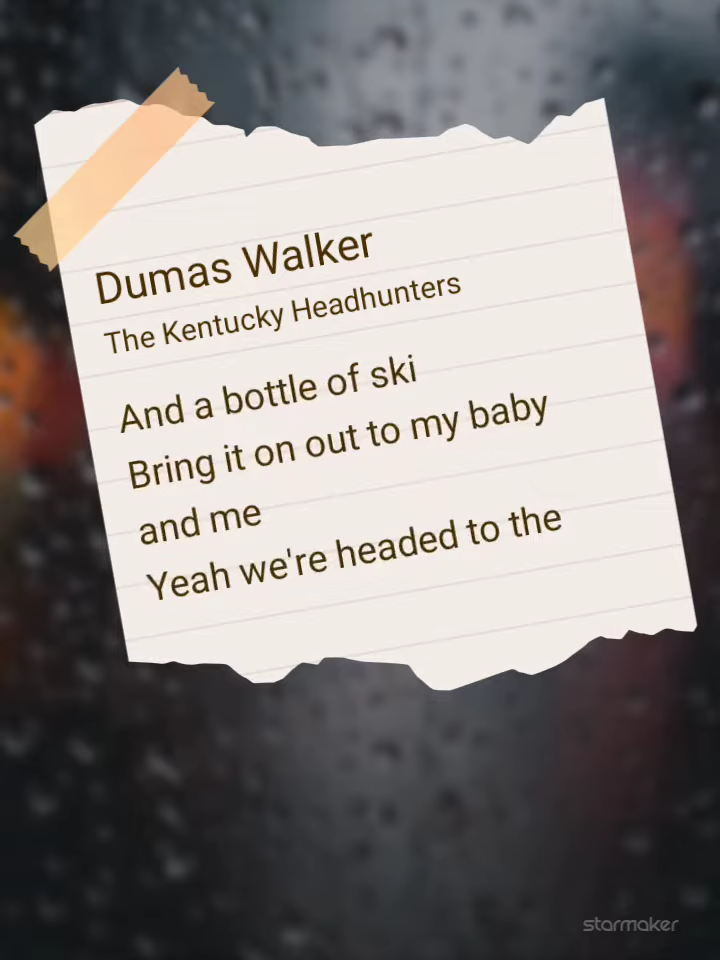 Dumas Walker
The Kentucky Headhunters
And a bottle of ski
Bring it on out to my baby
and me
Yeah we're headed to the
starmaker